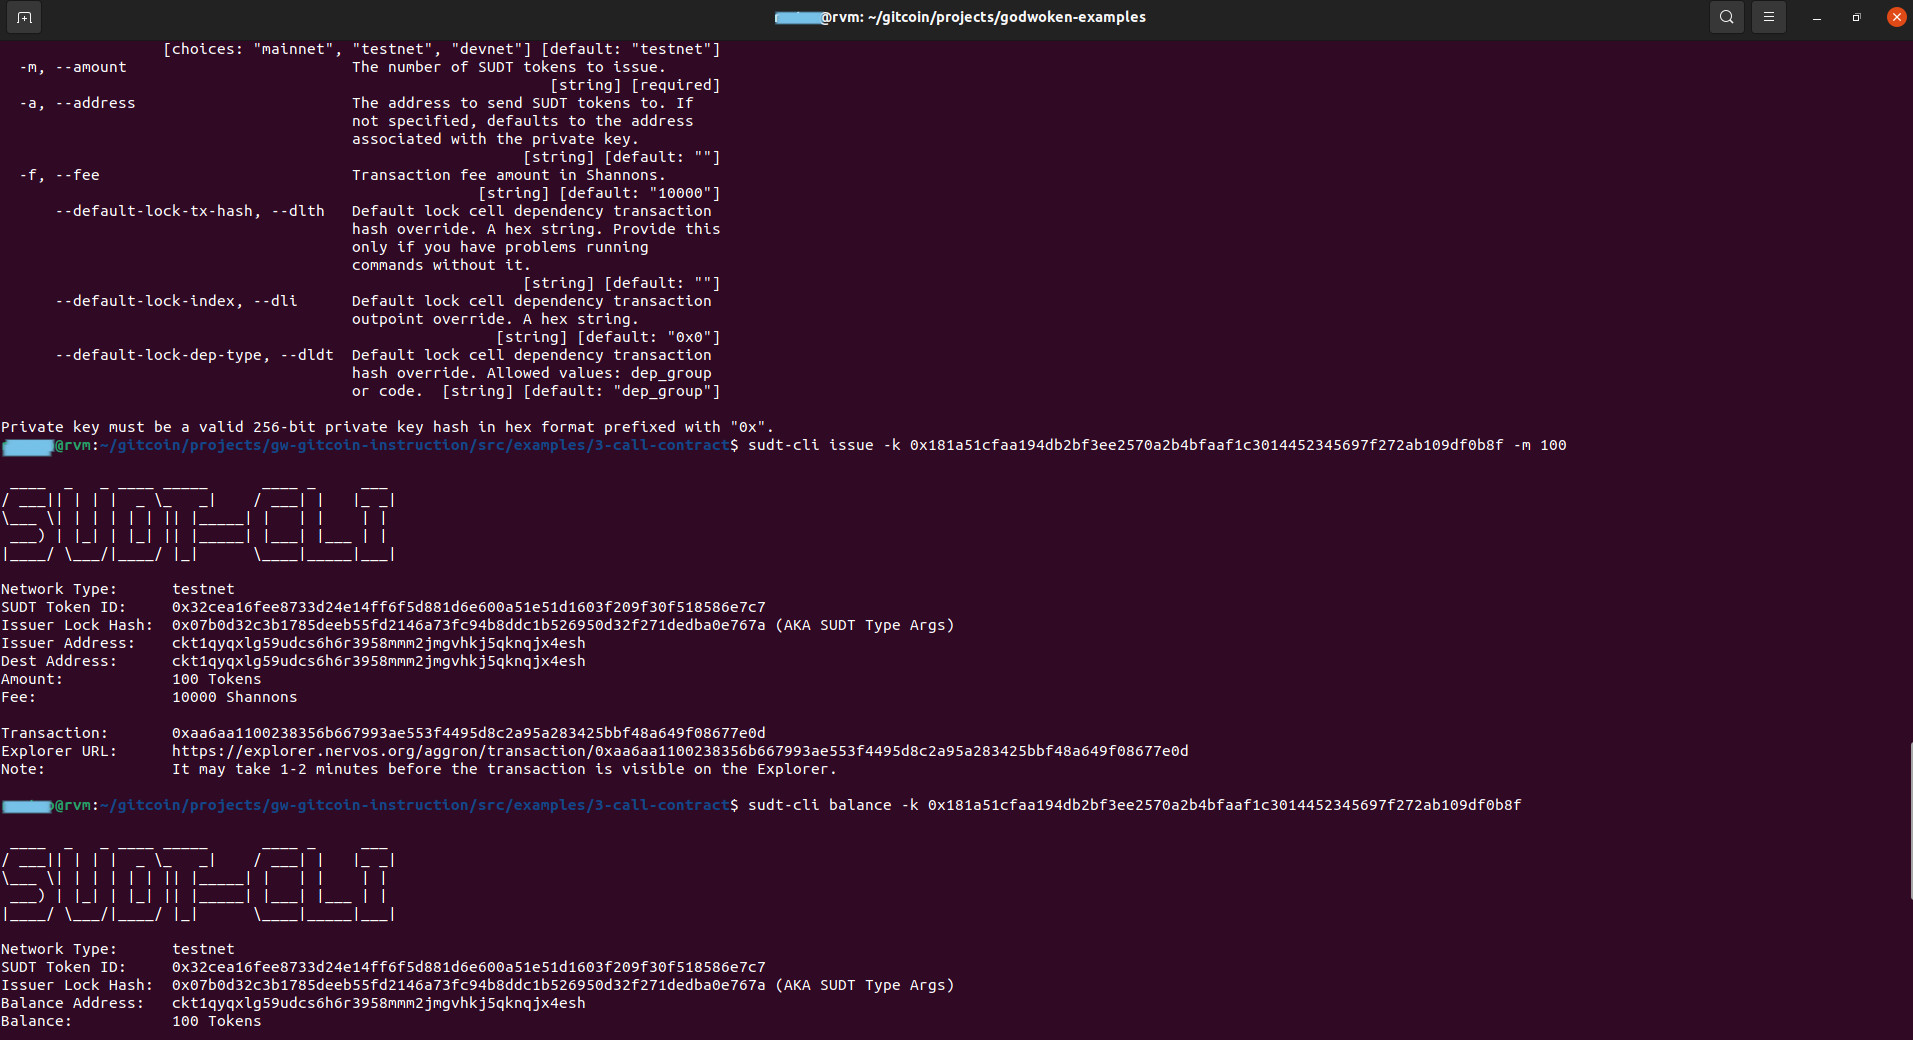 @rvm: ~/gitcoin/projects/godwoken-examples
[choices: "mainnet", "testnet", "devnet"] [default: "testnet"]
-m, --amount The number of SUDT tokens to issue.
[string] [required]
-a, --address The address to send SUDT tokens to. If
not specified, defaults to the address
associated with the private key.
[string] [default: ""]
-f, --fee Transaction fee amount in Shannons.
[string] [default: "10000"]
--default-lock-tx-hash, --dlth Default lock cell dependency transaction
hash override. A hex string. Provide this
only if you have problems running
commands without it.
[string] [default: ""]
--default-lock-index, --dli Default lock cell dependency transaction
outpoint override. A hex string.
[string] [default: "0x0"]
--default-lock-dep-type, --dldt Default lock cell dependency transaction
hash override. Allowed values: dep_group
or code. [string] [default: "dep_group"]
Private key must be a valid 256-bit private key hash in hex format prefixed with "0x".
@rvm:~/gitcoin/projects/gw-gitcoin-instruction/src/examples/3-call-contract$ sudt-cli issue -k 0x181a51cfaa194db2bf3ee2570a2b4bfaaf1c3014452345697f272ab109df0b8f -m 100
SUDT-CLI
Network Type: testnet
SUDT Token ID: 0x32cea16fee8733d24e14ff6f5d881d6e600a51e51d1603f209f30f518586e7c7
Issuer Lock Hash: 0x07b0d32c3b1785deeb55fd2146a73fc94b8ddc1b526950d32f271dedba0e767a (AKA SUDT Type Args)
Issuer Address: ckt1qyqxlg59udcs6h6r3958mmm2jmgvhkj5qknqjx4esh
Dest Address: ckt1qyqxlg59udcs6h6r3958mmm2jmgvhkj5qknqjx4esh
Amount: 100 Tokens
Fee: 10000 Shannons
Transaction: 0xaa6aa1100238356b667993ae553f4495d8c2a95a283425bbf48a649f08677e0d
Explorer URL: https://explorer.nervos.org/aggron/transaction/0xaa6aa1100238356b667993ae553f4495d8c2a95a283425bbf48a649f08677e0d
Note: It may take 1-2 minutes before the transaction is visible on the Explorer.
@rvm:~/gitcoin/projects/gw-gitcoin-instruction/src/examples/3-call-contract$ sudt-cli balance -k 0x181a51cfaa194db2bf3ee2570a2b4bfaaf1c3014452345697f272ab109df0b8f
SUDT-CLI
Network Type: testnet
SUDT Token ID: 0x32cea16fee8733d24e14ff6f5d881d6e600a51e51d1603f209f30f518586e7c7
Issuer Lock Hash: 0x07b0d32c3b1785deeb55fd2146a73fc94b8ddc1b526950d32f271dedba0e767a (AKA SUDT Type Args)
Balance Address: ckt1qyqxlg59udcs6h6r3958mmm2jmgvhkj5qknqjx4esh
Balance: 100 Tokens